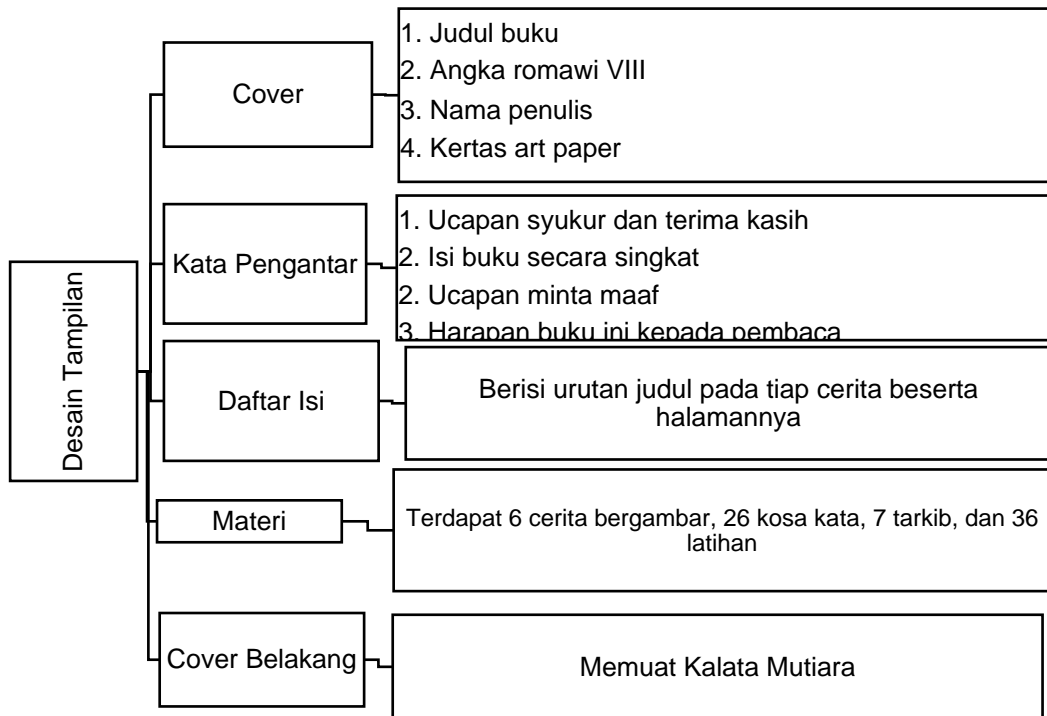 Desain Tampilan
Cover
1. Judul buku
2. Angka romawi VIII
3. Nama penulis
4. Kertas art paper
Kata Pengantar
1. Ucapan syukur dan terima kasih
2. Isi buku secara singkat
2. Ucapan minta maaf
3. Harapan buku ini kepada pembaca
Daftar Isi
Berisi urutan judul pada tiap cerita beserta
halamannya
Materi
Terdapat 6 cerita bergambar, 26 kosa kata, 7 tarkib, dan 36
latihan
Cover Belakang
Memuat Kalata Mutiara